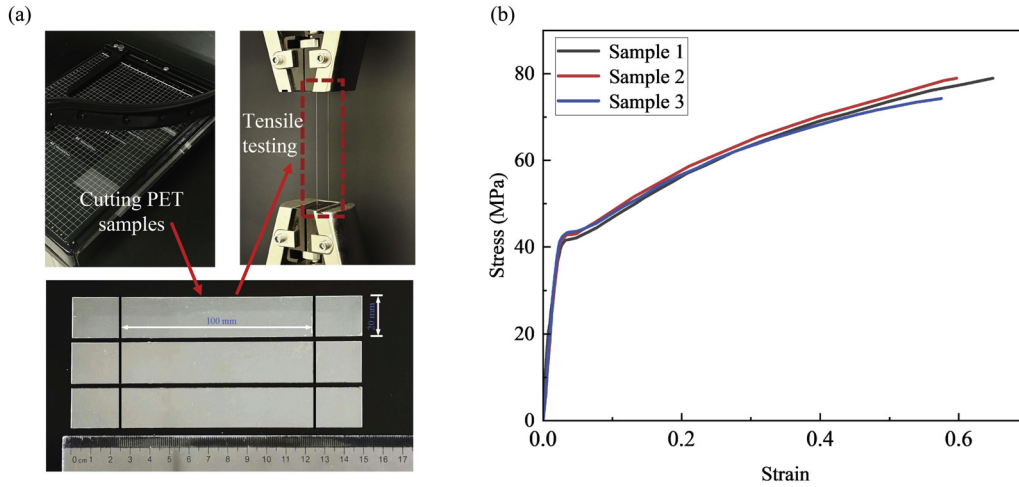 (a)
Tensile
testing
Cutting PET
samples
100 mm
20 mm
0 cm 1 2 3 4 5 6 7 8 9 10 11 12 13 14 15 16 17
(b)
Sample 1
Sample 2
Sample 3
80
60
40
20
0
0.0 0.2 0.4 0.6
Stress (MPa)
Strain